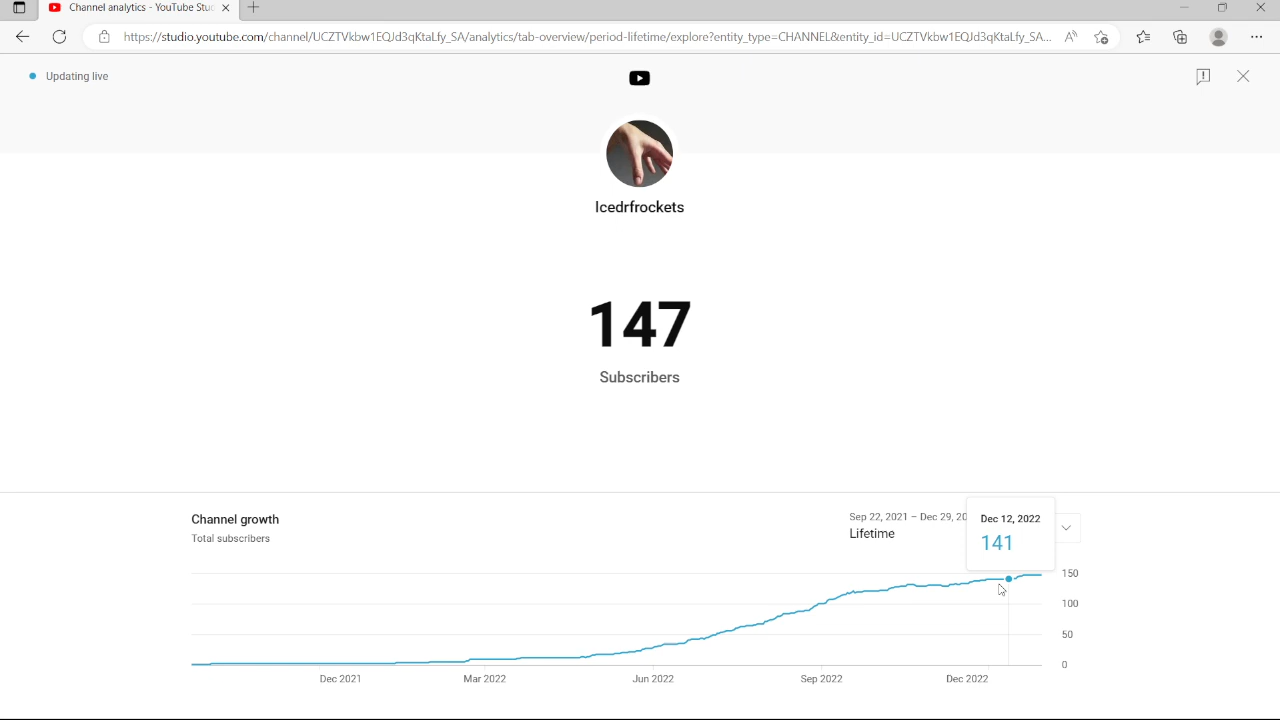 Channel analytics - YouTube Stud
https://studio.youtube.com/channel/UCZTVkbw1EQJd3qKtaLfy_SA/analytics/tab-overview/period-lifetime/explore?entity_type=CHANNEL&entity_id=UCZTVkbw1EQJd3qKtaLfy_SA...
Updating live
Icedrfrockets
147
Subscribers
Channel growth
Total subscribers
Sep 22, 2021 – Dec 29, 20
Lifetime
Dec 12, 2022
141
150
100
50
0
Dec 2021
Mar 2022
Jun 2022
Sep 2022
Dec 2022